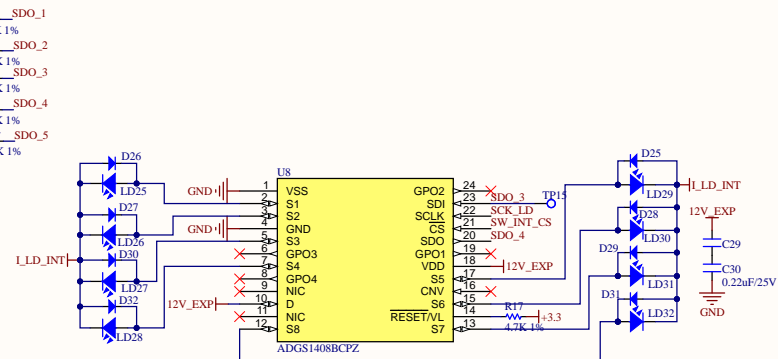 SDO_1
1%
SDO_2
K 1%
SDO_3
K 1%
SDO_4
K 1%
SDO_5
K 1%
D26
LD25
D27
LD26
I_LD_INT
D30
LD27
D32
LD28
GND
GND
12V_EXP
U8
1 VSS
2 S1
3 S2
4 GND
5 S3
6 GPO3
7 S4
8 GPO4
9 NIC
10 D
11 NIC
12 S8
GPO2 24
SDI 23 SDO_3 TP15
SCLK 22 SCK_LD
CS 21 SW_INT_CS
SDO 20 SDO_4
GPO1 19
VDD 18 12V_EXP
S5 17
CNV 16
S6 15
RESET/VL 14 R17 +3.3
4.7K 1%
S7 13
ADGS1408BCPZ
D25
LD29
I_LD_INT
D28
LD30
D29
LD31
D31
LD32
12V_EXP
C29
C30
0.22uF/25V
GND